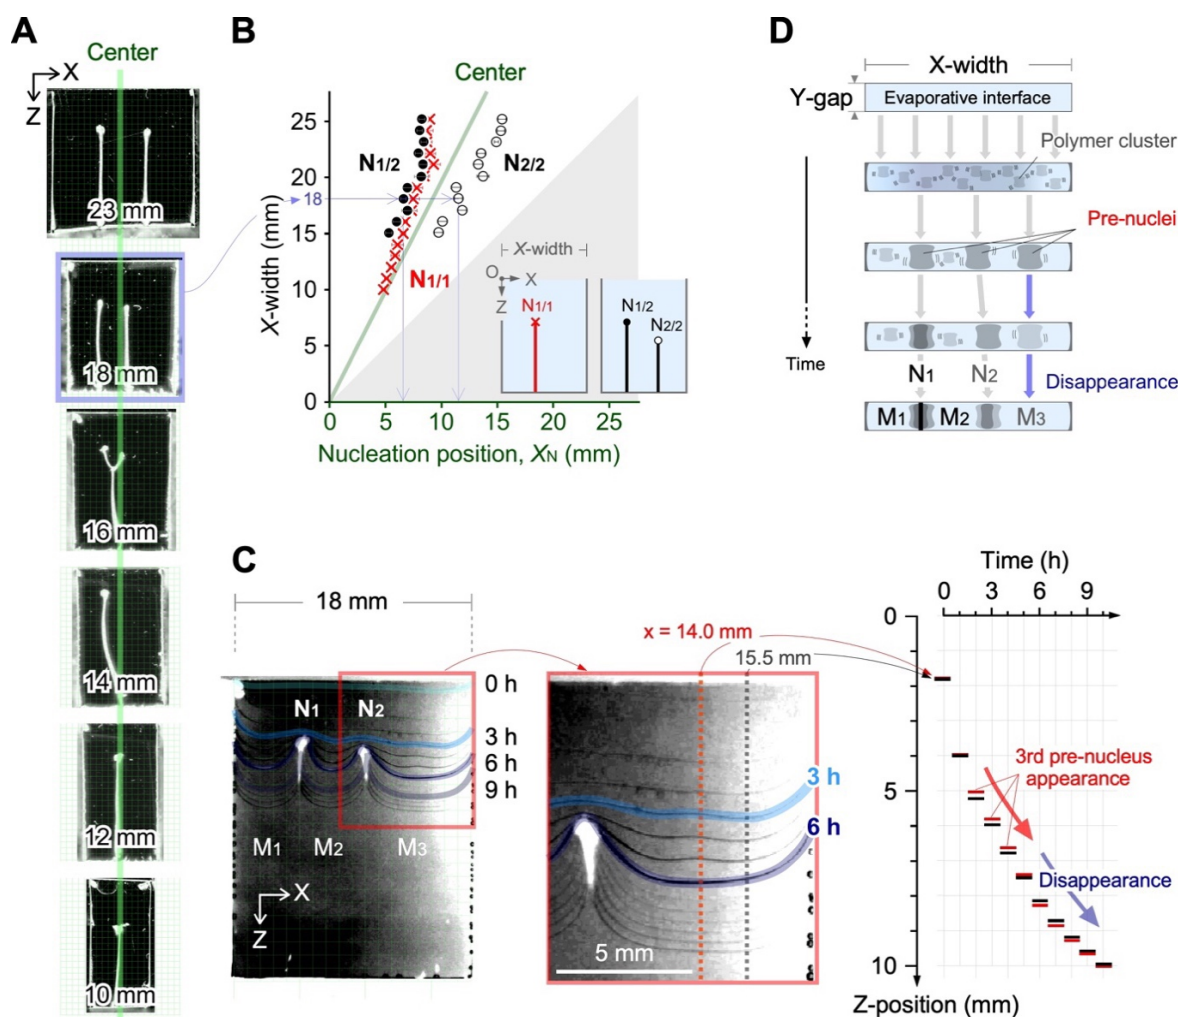 A
Center
X
Z
23 mm
18 mm
16 mm
14 mm
12 mm
10 mm
B
Center
25
20
18
15
10
5
0
X-width (mm)
N1/2
N2/2
N1/1
0
5
10
15
20
25
Nucleation position, XN (mm)
X-width
O
X
Z
N1/1
N1/2
N2/2
D
X-width
Y-gap
Evaporative interface
Polymer cluster
Pre-nuclei
Time
N1
N2
Disappearance
M1
M2
M3
C
18 mm
0 h
N1
N2
3 h
6 h
9 h
M1
M2
M3
X
Z
x = 14.0 mm
15.5 mm
3 h
6 h
5 mm
Time (h)
0
3
6
9
0
5
10
3rd pre-nucleus
appearance
Disappearance
Z-position (mm)